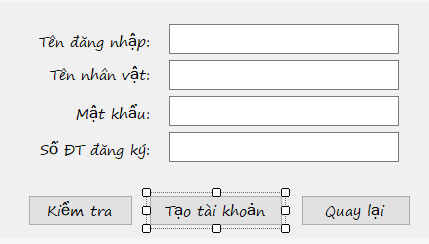 Tên đăng nhập:
Tên nhân vật:
Mật khẩu:
Số ĐT đăng ký:
Kiểm tra
Tạo tài khoản
Quay lại